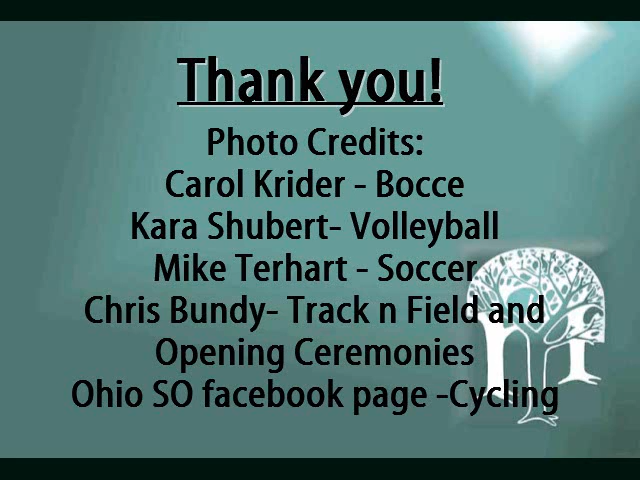 Thank you!
Photo Credits:
Carol Krider - Bocce
Kara Shubert- Volleyball
Mike Terhart - Soccer
Chris Bundy- Track n Field and
Opening Ceremonies
Ohio SO facebook page -Cycling